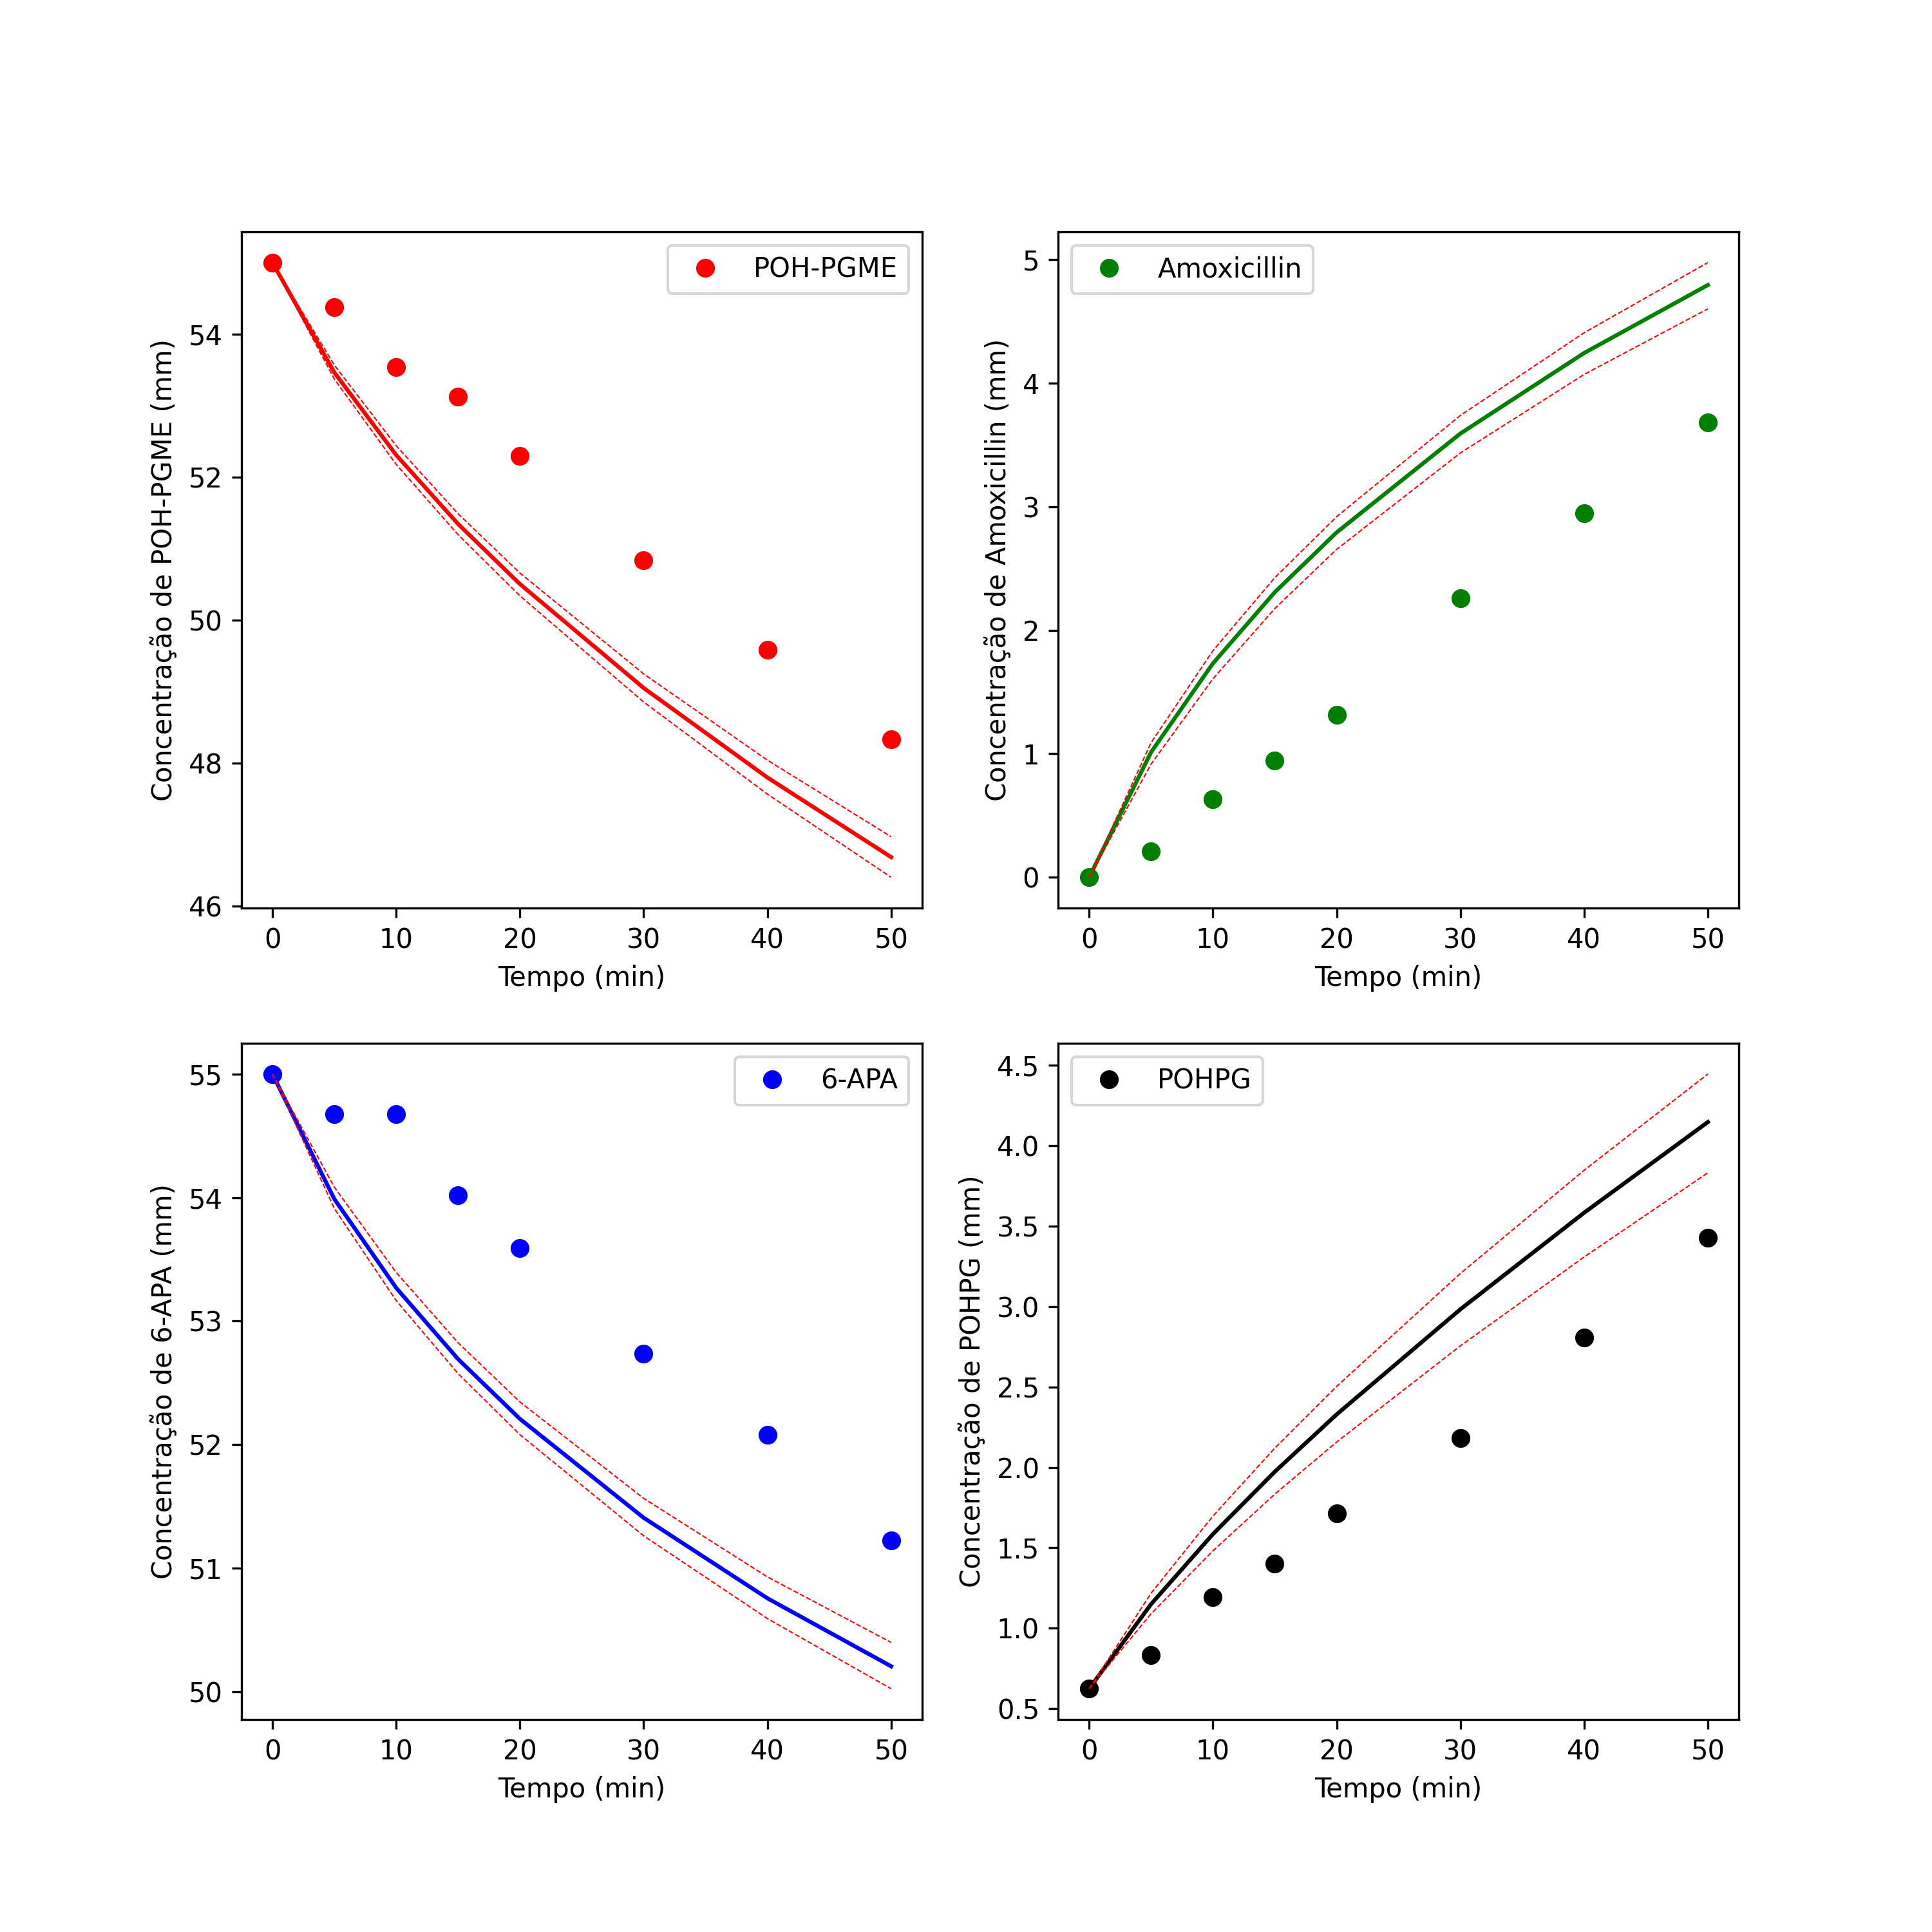 POH-PGME
Concentração de POH-PGME (mm)
54
52
50
48
46
0 10 20 30 40 50
Tempo (min)
Amoxicillin
Concentração de Amoxicillin (mm)
5
4
3
2
1
0
0 10 20 30 40 50
Tempo (min)
6-APA
Concentração de 6-APA (mm)
55
54
53
52
51
50
0 10 20 30 40 50
Tempo (min)
POHPG
Concentração de POHPG (mm)
4.5
4.0
3.5
3.0
2.5
2.0
1.5
1.0
0.5
0 10 20 30 40 50
Tempo (min)